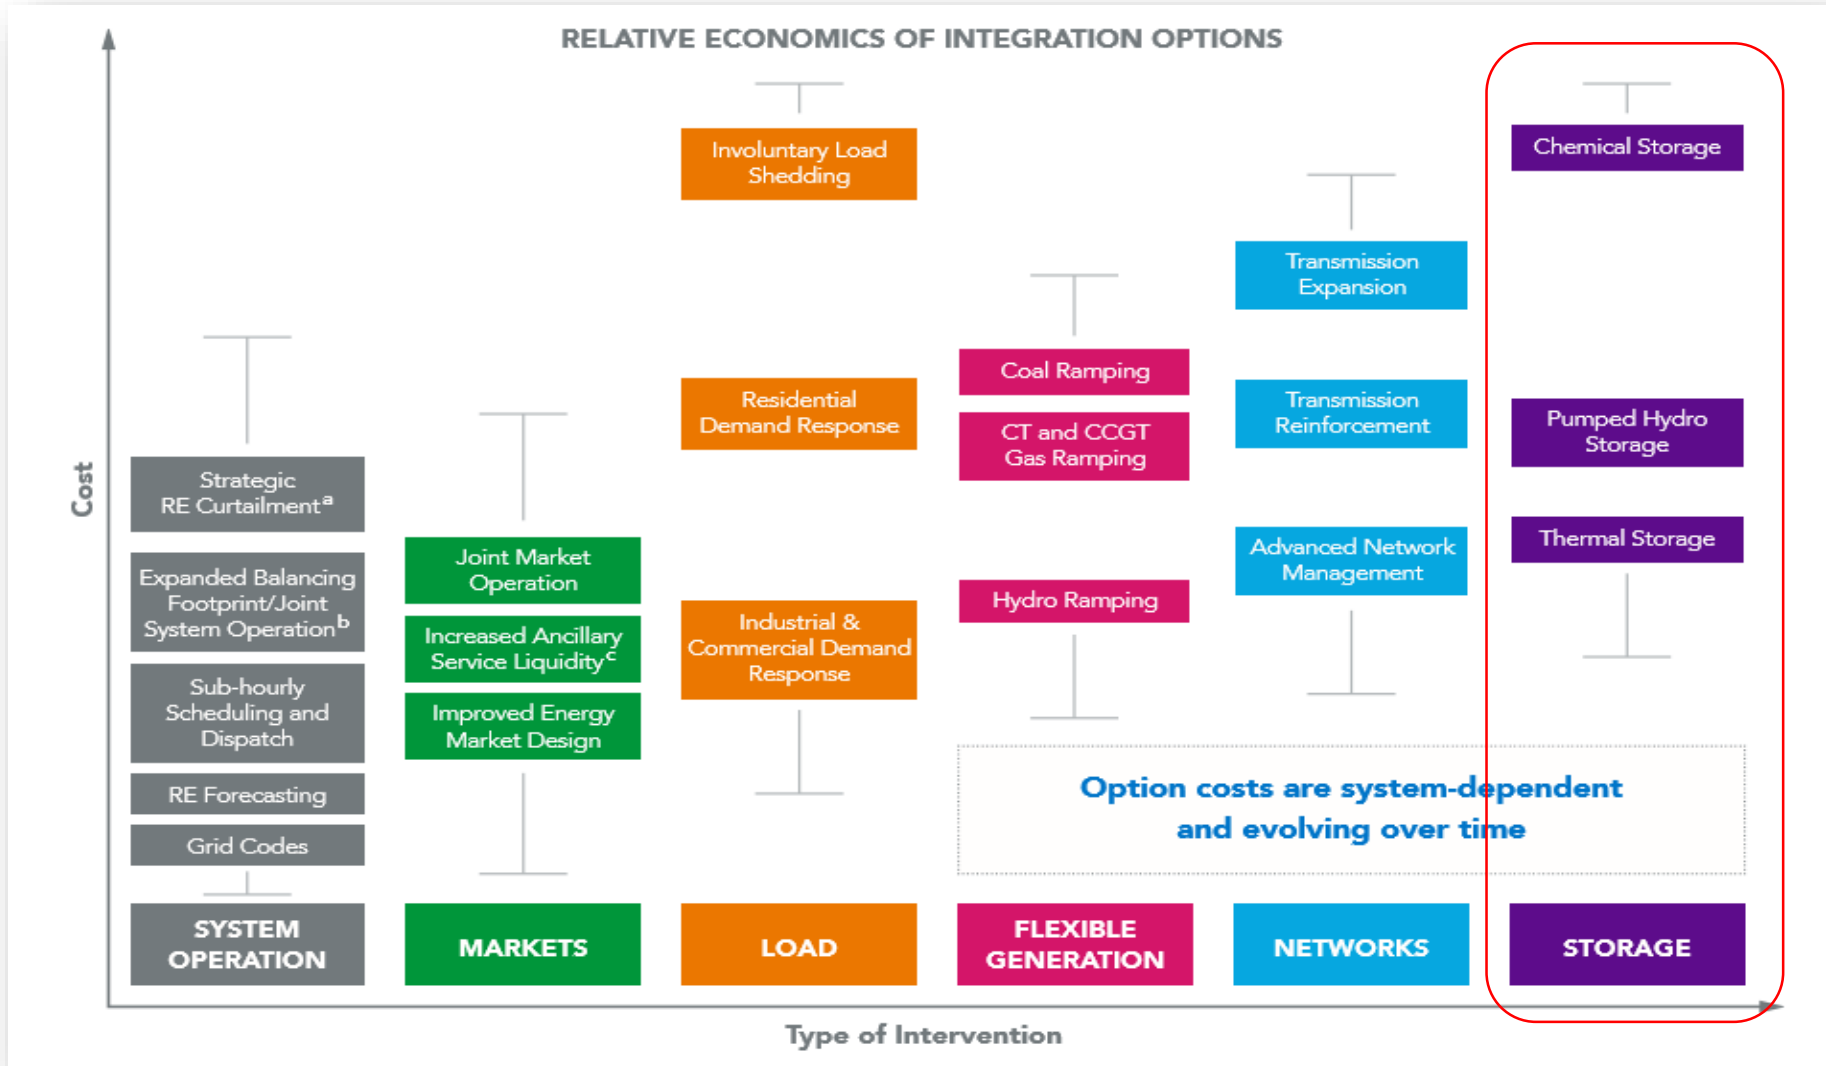 RELATIVE ECONOMICS OF INTEGRATION OPTIONS
Cost
Strategic
RE Curtailmentᵃ
Expanded Balancing
Footprint/Joint
System Operationᵇ
Sub-hourly
Scheduling and
Dispatch
RE Forecasting
Grid Codes
SYSTEM
OPERATION
Joint Market
Operation
Increased Ancillary
Service Liquidityᶜ
Improved Energy
Market Design
MARKETS
Involuntary Load
Shedding
Residential
Demand Response
Industrial &
Commercial Demand
Response
LOAD
Coal Ramping
CT and CCGT
Gas Ramping
Hydro Ramping
FLEXIBLE
GENERATION
Transmission
Expansion
Transmission
Reinforcement
Advanced Network
Management
NETWORKS
Chemical Storage
Pumped Hydro
Storage
Thermal Storage
STORAGE
Option costs are system-dependent
and evolving over time
Type of Intervention